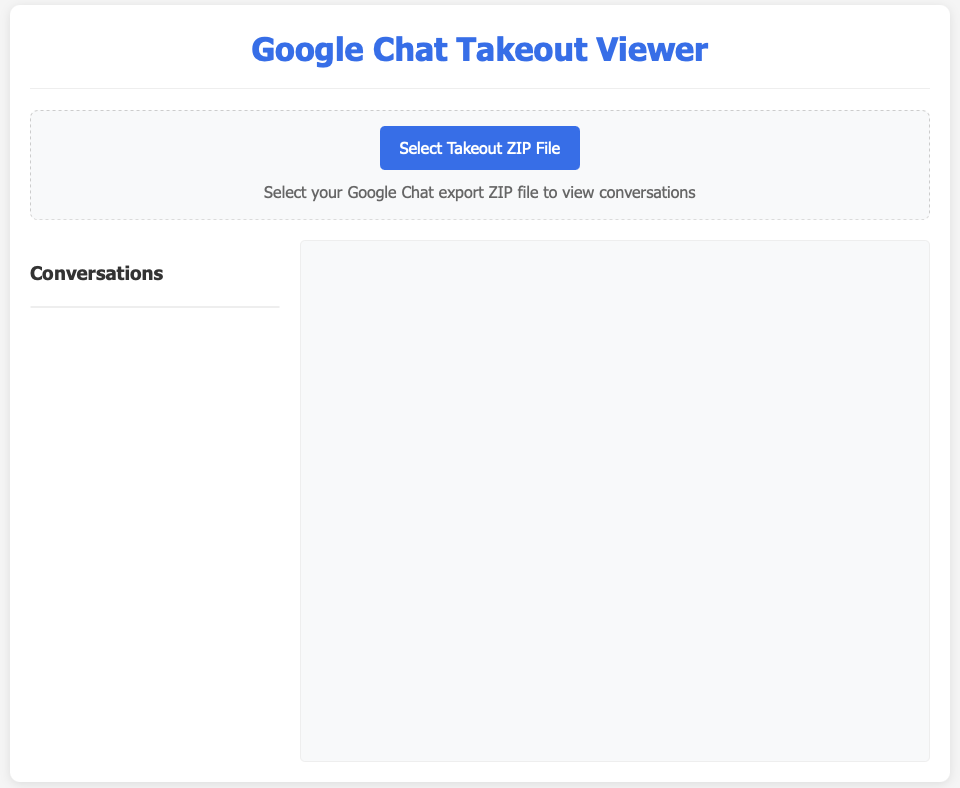 Google Chat Takeout Viewer
Select Takeout ZIP File
Select your Google Chat export ZIP file to view conversations
Conversations